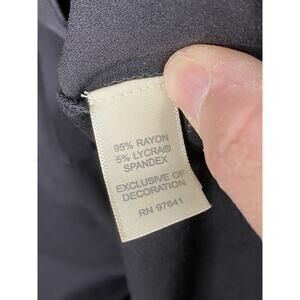 95% RAYON
5% LYCRA®
SPANDEX
EXCLUSIVE OF
DECORATION
RN 97641